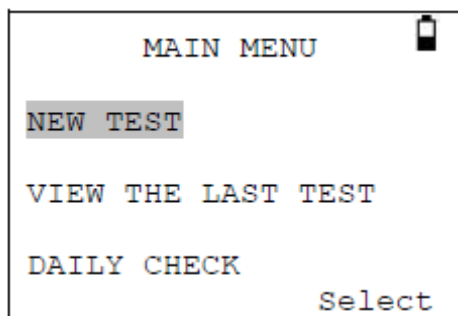 MAIN MENU
NEW TEST
VIEW THE LAST TEST
DAILY CHECK
Select